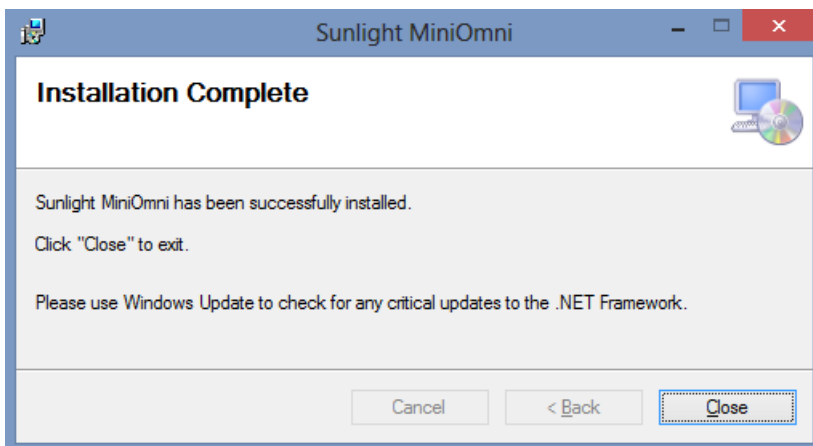 Sunlight MiniOmni
Installation Complete
Sunlight MiniOmni has been successfully installed.
Click "Close" to exit.
Please use Windows Update to check for any critical updates to the .NET Framework.
Cancel
< Back
Close